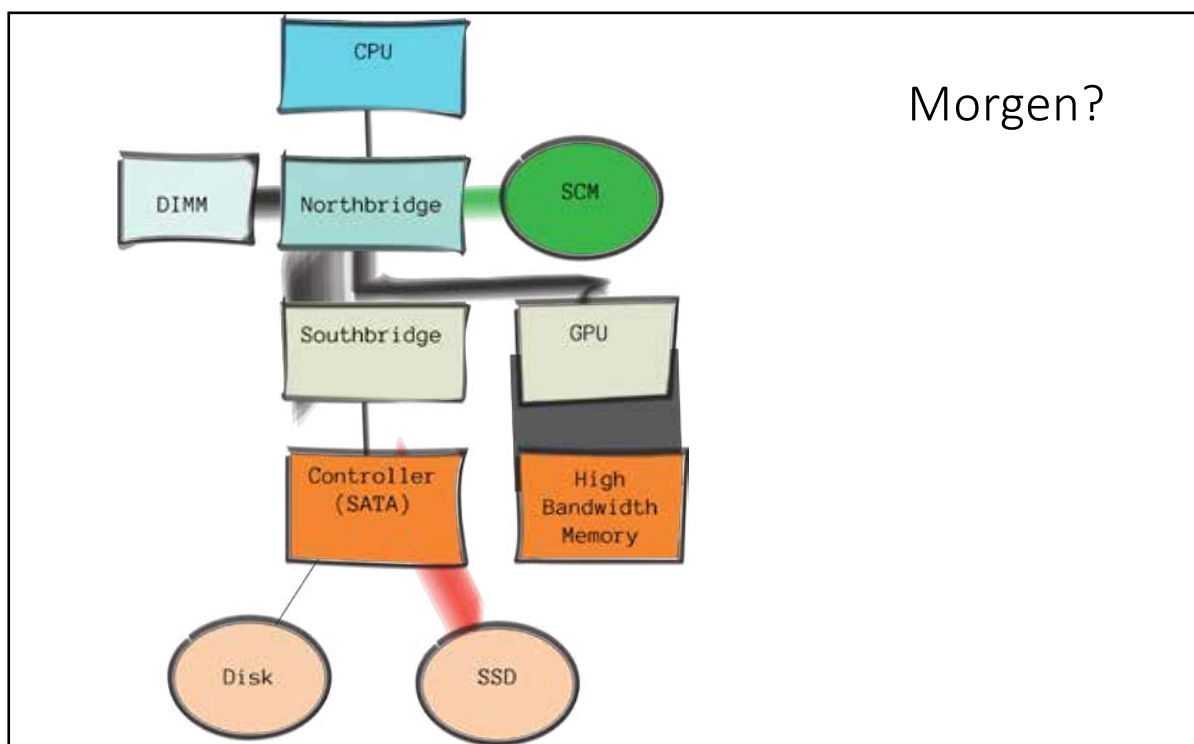 CPU
Morgen?
DIMM
Northbridge
SCM
Southbridge
GPU
Controller
(SATA)
High
Bandwidth
Memory
Disk
SSD